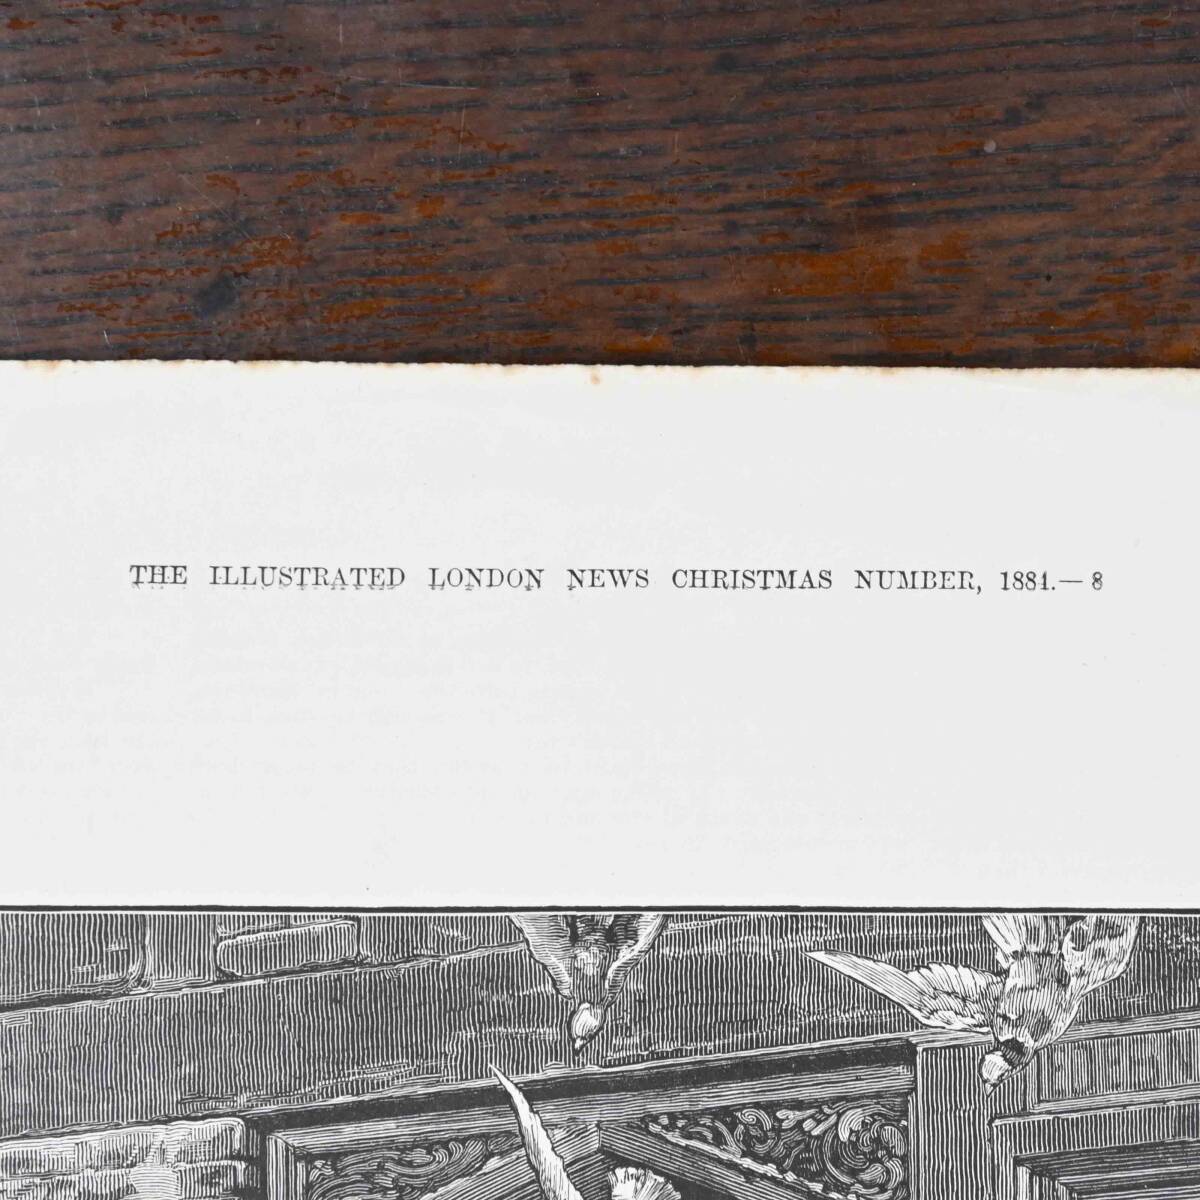 THE ILLUSTRATED LONDON NEWS CHRISTMAS NUMBER, 1881.— 8